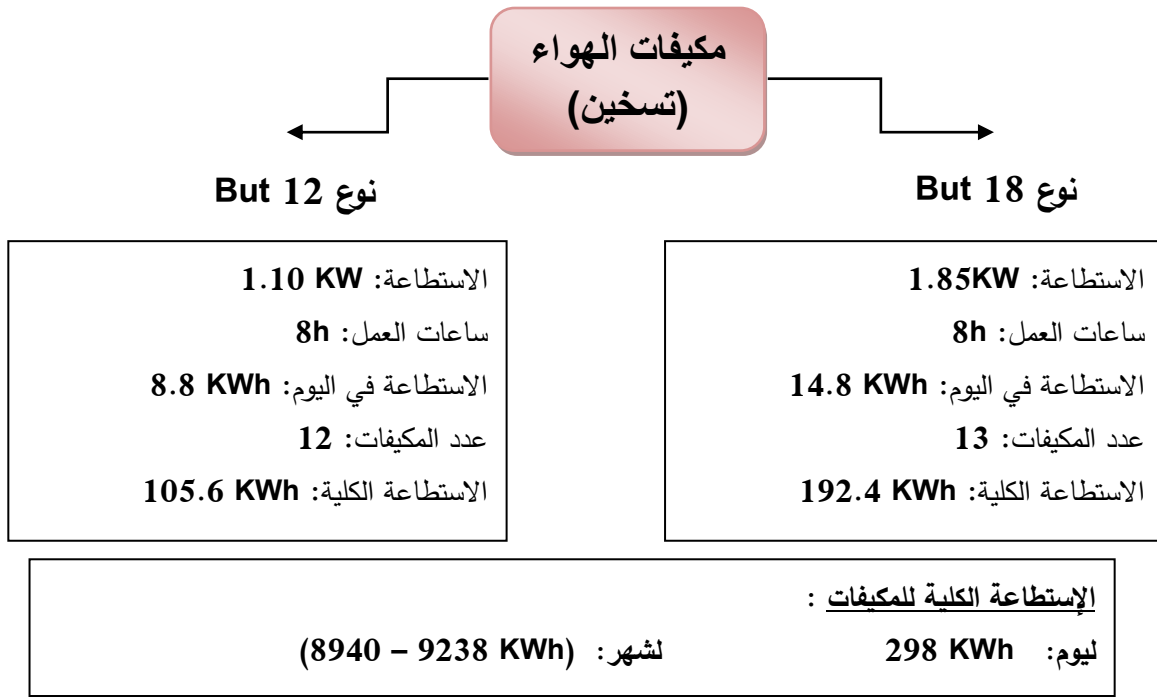 مكيفات الهواء
(تسخين)
نوع 18 But
نوع 12 But
الاستطاعة: 1.85KW
ساعات العمل: 8h
الاستطاعة في اليوم: 14.8 KWh
عدد المكيفات: 13
الاستطاعة الكلية: 192.4 KWh
الاستطاعة: 1.10 KW
ساعات العمل: 8h
الاستطاعة في اليوم: 8.8 KWh
عدد المكيفات: 12
الاستطاعة الكلية: 105.6 KWh
الإستطاعة الكلية للمكيفات :
ليوم: 298 KWh لشهر: (8940 – 9238 KWh)